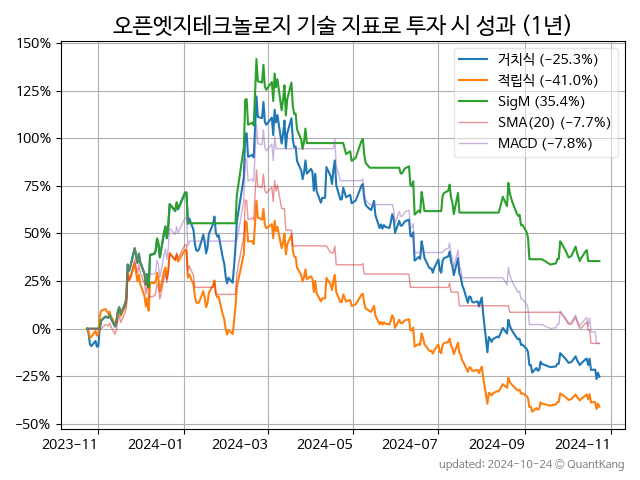 오픈엣지테크놀로지 기술 지표로 투자 시 성과 (1년)
150%
125%
100%
75%
50%
25%
0%
−25%
−50%
거치식 (−25.3%)
적립식 (−41.0%)
SigM (35.4%)
SMA(20) (−7.7%)
MACD (−7.8%)
2023-11
2024-01
2024-03
2024-05
2024-07
2024-09
2024-11
updated: 2024-10-24 © QuantKang